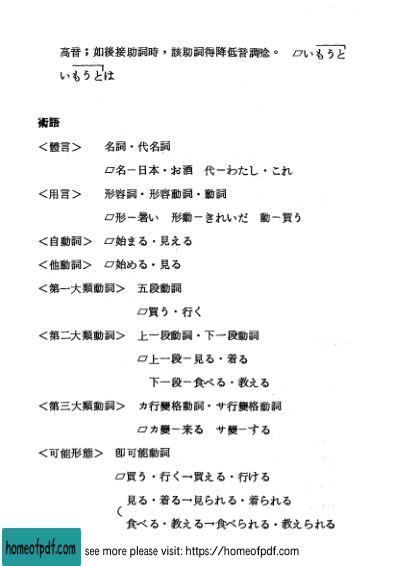 高音；如後接助詞時，該助詞得降低音調唸。 ▱いもうと
いもうとは
術語
＜體言＞ 名詞・代名詞
▱名－日本・お酒 代－わたし・これ
＜用言＞ 形容詞・形容動詞・動詞
▱形－暑い 形動－きれいだ 動－買う
＜自動詞＞ ▱始まる・見える
＜他動詞＞ ▱始める・見る
＜第一大類動詞＞ 五段動詞
▱買う・行く
＜第二大類動詞＞ 上一段動詞・下一段動詞
▱上一段－見る・着る
下一段－食べる・教える
＜第三大類動詞＞ カ行變格動詞・サ行變格動詞
▱カ變－来る サ變－する
＜可能形態＞ 卽可能動詞
▱買う・行く→買える・行ける
見る・着る→見られる・着られる
(
食べる・教える→食べられる・教えられる
homeofpdf.com see more please visit: https://homeofpdf.com